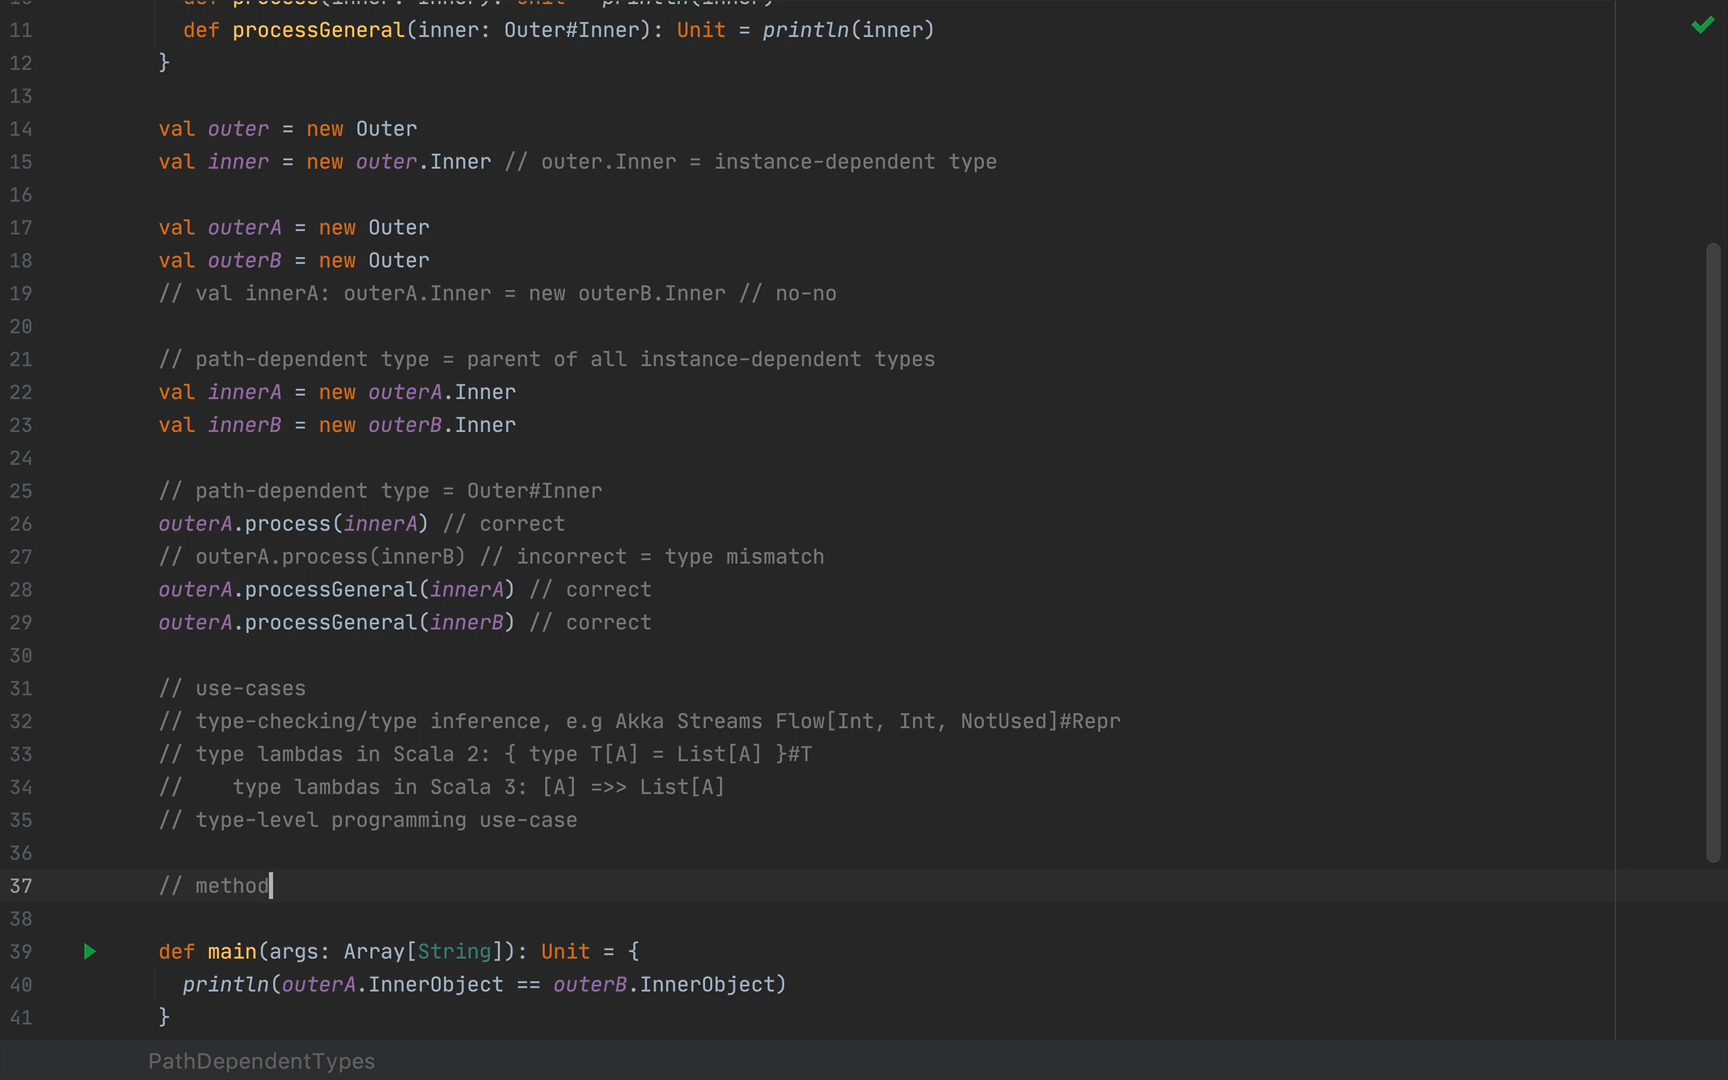 def process(inner: Inner): Unit = println(inner)
11 def processGeneral(inner: Outer#Inner): Unit = println(inner)
12 }
13
14 val outer = new Outer
15 val inner = new outer.Inner // outer.Inner = instance-dependent type
16
17 val outerA = new Outer
18 val outerB = new Outer
19 // val innerA: outerA.Inner = new outerB.Inner // no-no
20
21 // path-dependent type = parent of all instance-dependent types
22 val innerA = new outerA.Inner
23 val innerB = new outerB.Inner
24
25 // path-dependent type = Outer#Inner
26 outerA.process(innerA) // correct
27 // outerA.process(innerB) // incorrect = type mismatch
28 outerA.processGeneral(innerA) // correct
29 outerA.processGeneral(innerB) // correct
30
31 // use-cases
32 // type-checking/type inference, e.g Akka Streams Flow[Int, Int, NotUsed]#Repr
33 // type lambdas in Scala 2: { type T[A] = List[A] }#T
34 //    type lambdas in Scala 3: [A] =>> List[A]
35 // type-level programming use-case
36
37 // method
38
39 def main(args: Array[String]): Unit = {
40 println(outerA.InnerObject == outerB.InnerObject)
41 }
PathDependentTypes